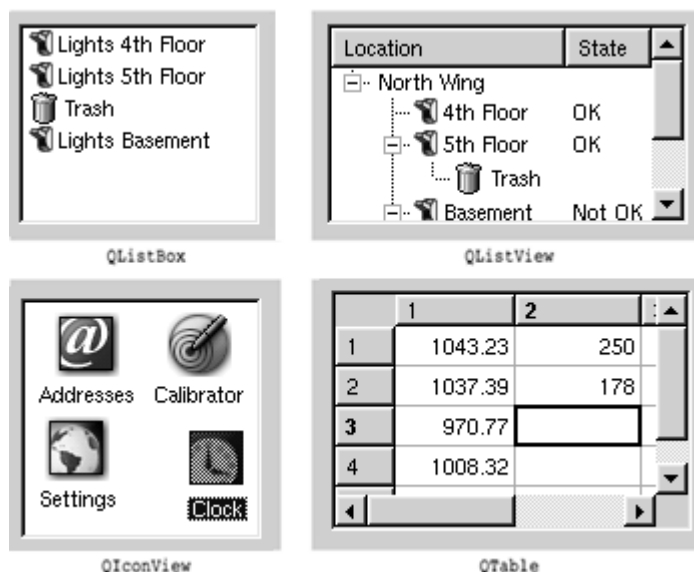 Lights 4th Floor
Lights 5th Floor
Trash
Lights Basement
QListBox
Location State
North Wing
4th Floor OK
5th Floor OK
Trash
Basement Not OK
QListView
@
Addresses Calibrator
Settings Clock
QIconView
1 2
1 1043.23 250
2 1037.39 178
3 970.77
4 1008.32
QTable